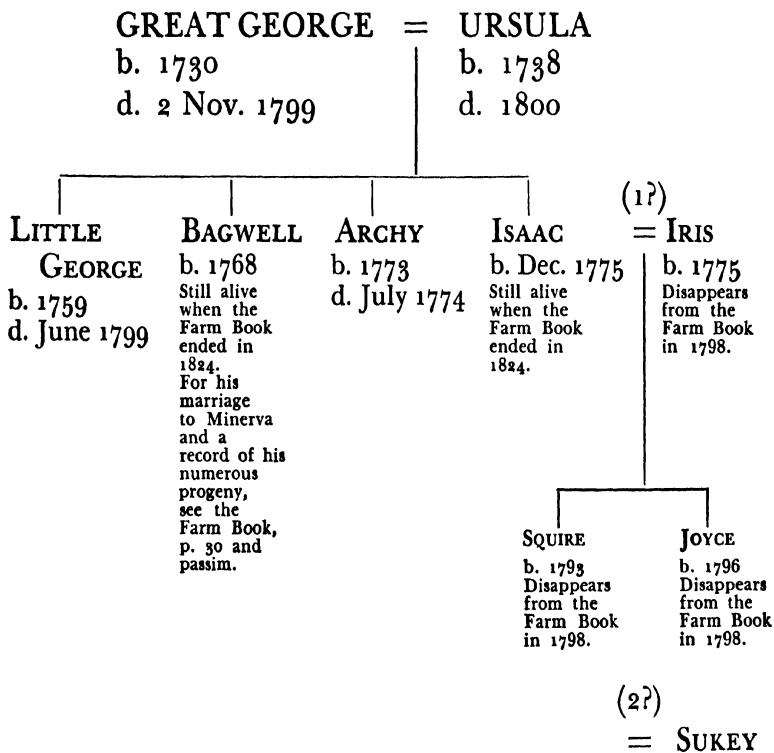 GREAT GEORGE = URSULA
b. 1730 b. 1738
d. 2 Nov. 1799 d. 1800
LITTLE
GEORGE
b. 1759
d. June 1799
BAGWELL
b. 1768
Still alive
when the
Farm Book
ended in
1824.
For his
marriage
to Minerva
and a
record of his
numerous
progeny,
see the
Farm Book,
p. 30 and
passim.
ARCHY
b. 1773
d. July 1774
ISAAC
b. Dec. 1775
Still alive
when the
Farm Book
ended in
1824.
(1?)
= IRIS
b. 1775
Disappears
from the
Farm Book
in 1798.
SQUIRE
b. 1793
Disappears
from the
Farm Book
in 1798.
JOYCE
b. 1796
Disappears
from the
Farm Book
in 1798.
(2?)
= SUKEY